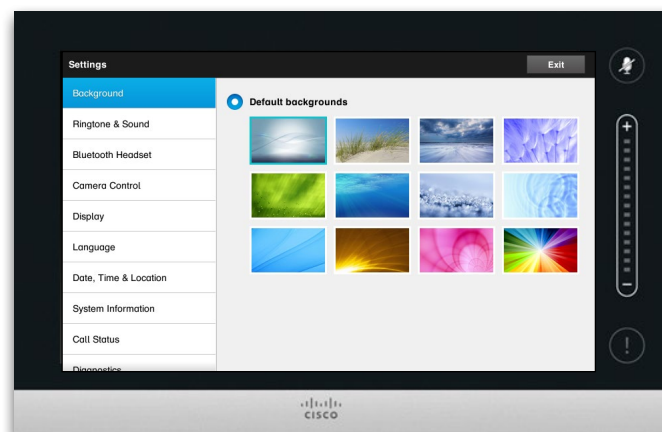 Settings
Exit
Background
Default backgrounds
Ringtone & Sound
Bluetooth Headset
Camera Control
Display
Language
Date, Time & Location
System Information
Call Status
Diagnostics
+
−
!
CISCO